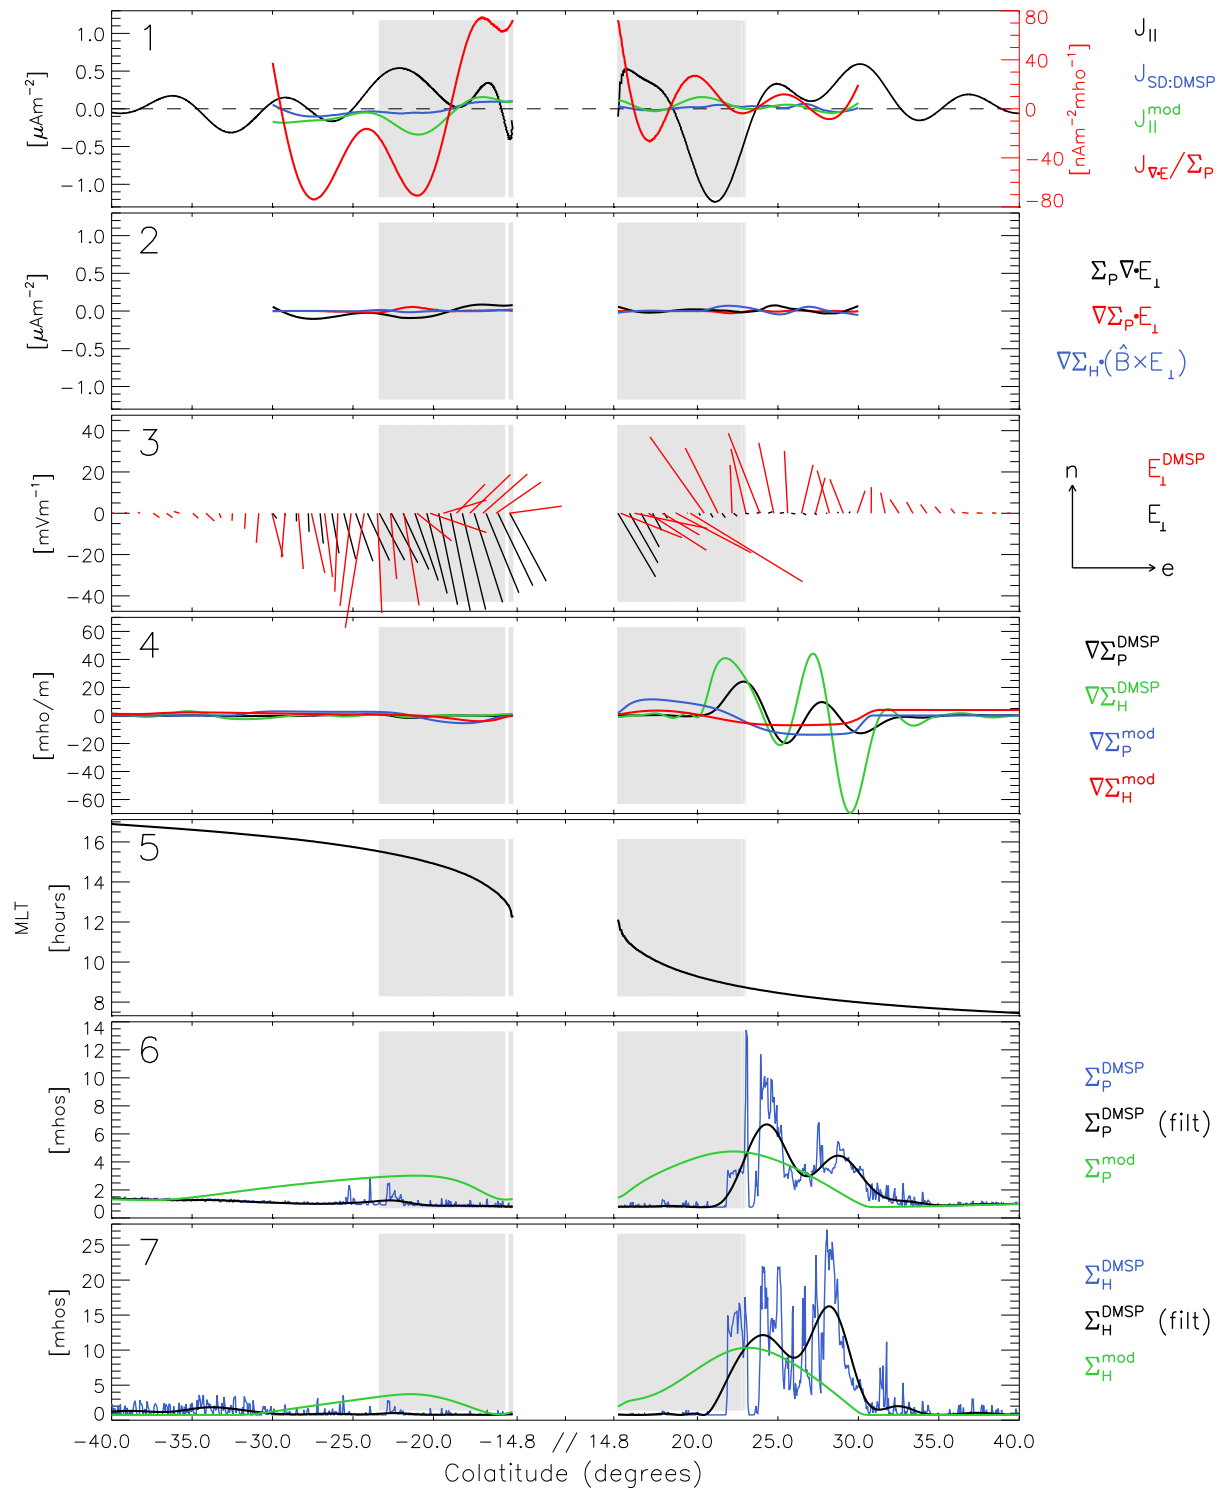 1
1.0
0.5
0.0
−0.5
−1.0
[μAm⁻²]
80
40
0
−40
−80
[nAm⁻²mho⁻¹]
J_||
J_SD:DMSP
J_||^mod
J_∇•E/Σ_P
2
1.0
0.5
0.0
−0.5
−1.0
[μAm⁻²]
Σ_P∇•E_⊥
∇Σ_P•E_⊥
∇Σ_H•(B̂×E_⊥)
3
40
20
0
−20
−40
[mVm⁻¹]
n
e
E_⊥^DMSP
E_⊥
4
60
40
20
0
−20
−40
−60
[mho/m]
∇Σ_P^DMSP
∇Σ_H^DMSP
∇Σ_P^mod
∇Σ_H^mod
5
16
14
12
10
8
MLT
[hours]
6
14
12
10
8
6
4
2
0
[mhos]
Σ_P^DMSP
Σ_P^DMSP (filt)
Σ_P^mod
7
25
20
15
10
5
0
[mhos]
Σ_H^DMSP
Σ_H^DMSP (filt)
Σ_H^mod
−40.0 −35.0 −30.0 −25.0 −20.0 −14.8 // 14.8 20.0 25.0 30.0 35.0 40.0
Colatitude (degrees)